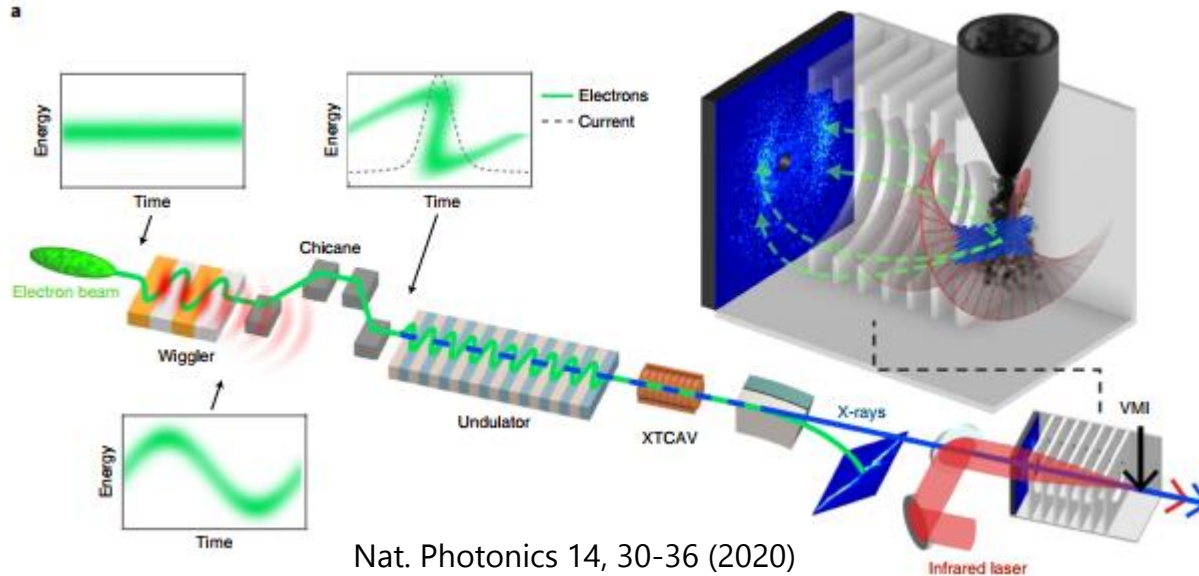 a
Energy
Time
Energy
Time
Electrons
Current
Electron beam
Wiggler
Chicane
Energy
Time
Undulator
XTCAV
X-rays
VMI
Infrared laser
Nat. Photonics 14, 30-36 (2020)